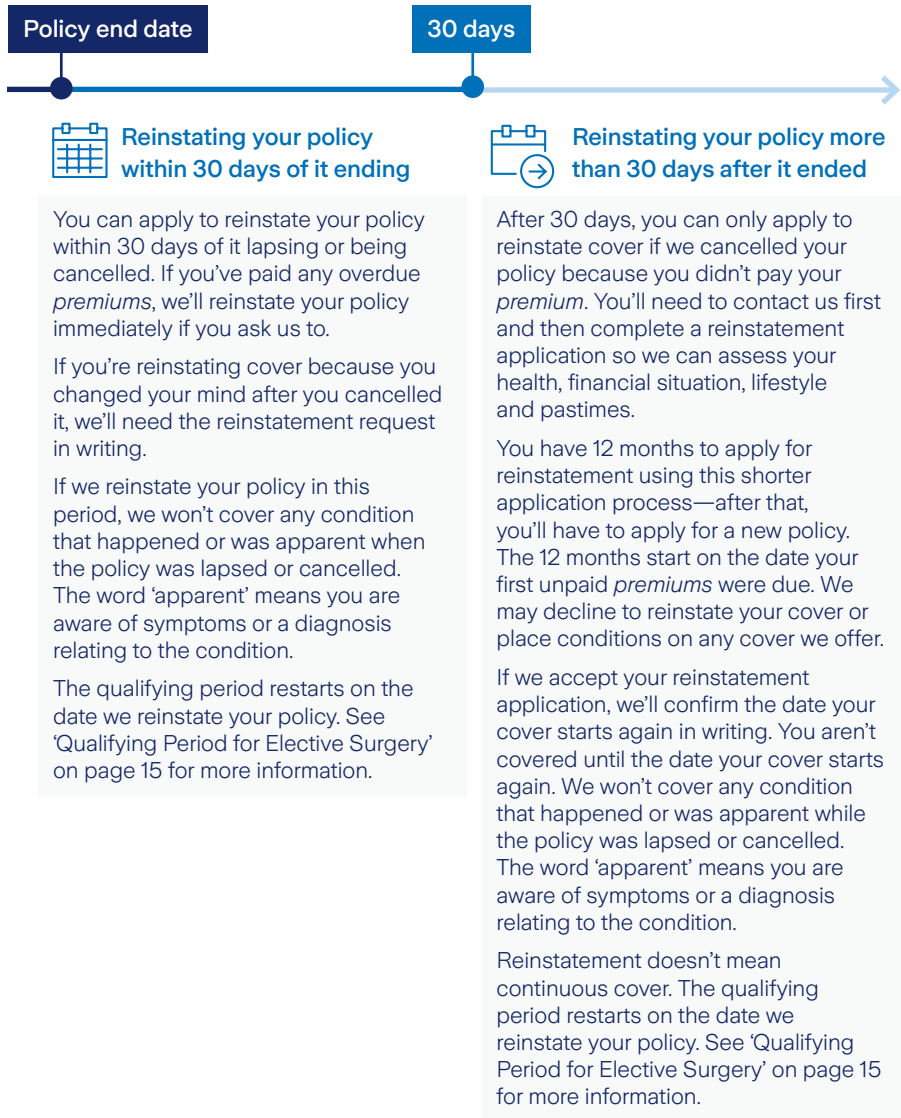 Policy end date
30 days
Reinstating your policy
within 30 days of it ending
You can apply to reinstate your policy
within 30 days of it lapsing or being
cancelled. If you’ve paid any overdue
premiums, we’ll reinstate your policy
immediately if you ask us to.
If you’re reinstating cover because you
changed your mind after you cancelled
it, we’ll need the reinstatement request
in writing.
If we reinstate your policy in this
period, we won’t cover any condition
that happened or was apparent when
the policy was lapsed or cancelled.
The word ‘apparent’ means you are
aware of symptoms or a diagnosis
relating to the condition.
The qualifying period restarts on the
date we reinstate your policy. See
‘Qualifying Period for Elective Surgery’
on page 15 for more information.
Reinstating your policy more
than 30 days after it ended
After 30 days, you can only apply to
reinstate cover if we cancelled your
policy because you didn’t pay your
premium. You’ll need to contact us first
and then complete a reinstatement
application so we can assess your
health, financial situation, lifestyle
and pastimes.
You have 12 months to apply for
reinstatement using this shorter
application process—after that,
you’ll have to apply for a new policy.
The 12 months start on the date your
first unpaid premiums were due. We
may decline to reinstate your cover or
place conditions on any cover we offer.
If we accept your reinstatement
application, we’ll confirm the date your
cover starts again in writing. You aren’t
covered until the date your cover starts
again. We won’t cover any condition
that happened or was apparent while
the policy was lapsed or cancelled.
The word ‘apparent’ means you are
aware of symptoms or a diagnosis
relating to the condition.
Reinstatement doesn’t mean
continuous cover. The qualifying
period restarts on the date we
reinstate your policy. See ‘Qualifying
Period for Elective Surgery’ on page 15
for more information.